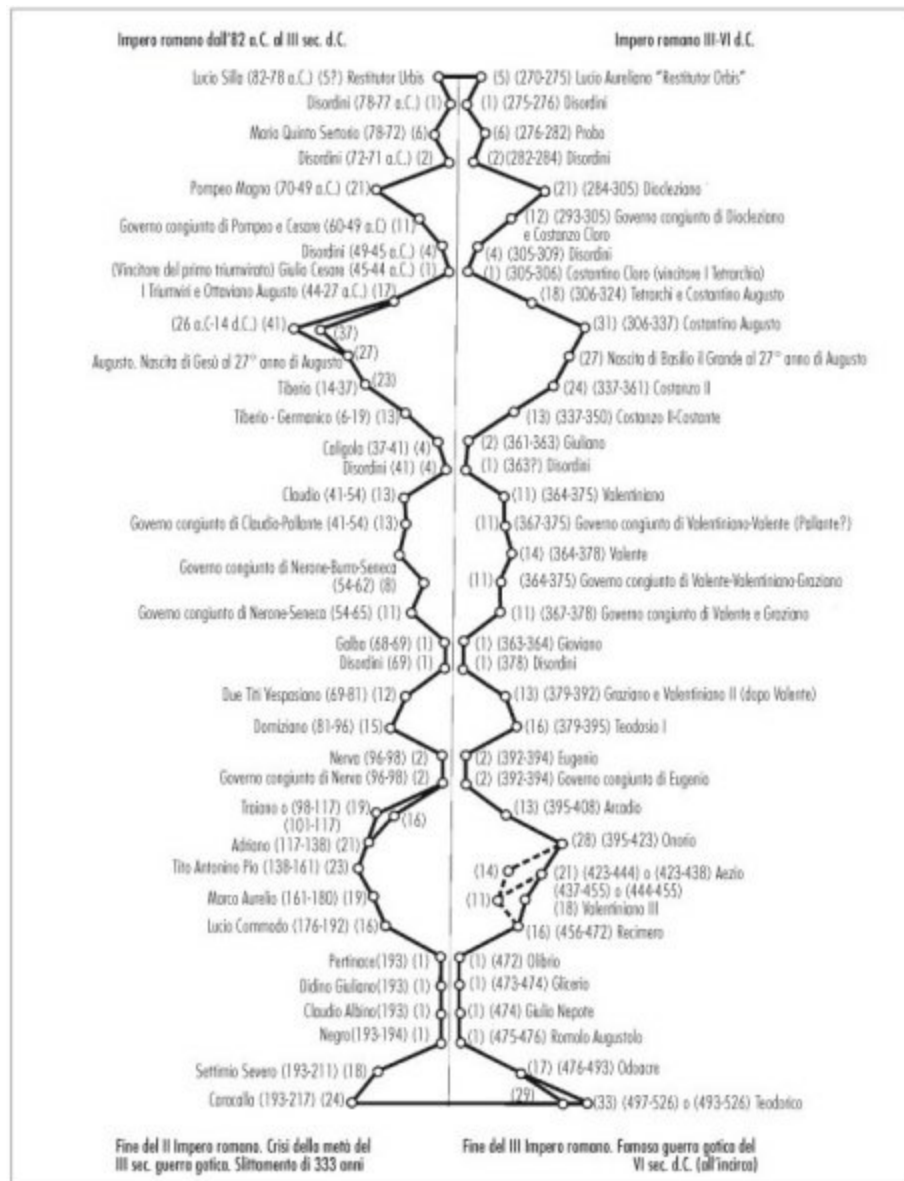 Impero romano dall'82 a.C. al III sec. d.C.
Impero romano III-VI d.C.
Lucio Silla (82-78 a.C.) (5?) Restitutor Urbis
(5) (270-275) Lucio Aureliano "Restitutor Orbis"
Disordini (78-77 a.C.) (1)
(1) (275-276) Disordini
Mario Quinto Sertorio (78-72) (6)
(6) (276-282) Probo
Disordini (72-71 a.C.) (2)
(2) (282-284) Disordini
Pompeo Magno (70-49 a.C.) (21)
(21) (284-305) Diocleziano
Governo congiunto di Pompeo e Cesare (60-49 a.C) (11)
(12) (293-305) Governo congiunto di Diocleziano
e Costanzo Cloro
Disordini (49-45 a.C.) (4)
(4) (305-309) Disordini
(Vincitore del primo triumvirato) Giulio Cesare (45-44 a.C.) (1)
(1) (305-306) Costantino Cloro (vincitore I Tetrarchia)
I Triumviri e Ottaviano Augusto (44-27 a.C.) (17)
(18) (306-324) Tetrarchi e Costantino Augusto
(26 a.C-14 d.C.) (41)
(37)
(31) (306-337) Costantino Augusto
Augusto. Nascita di Gesù al 27° anno di Augusto
(27)
(27) Nascita di Basilio il Grande al 27° anno di Augusto
Tiberio (14-37)
(23)
(24) (337-361) Costanzo II
Tiberio - Germanico (6-19) (13)
(13) (337-350) Costanzo II-Costante
Caligola (37-41) (4)
(2) (361-363) Giuliano
Disordini (41) (4)
(1) (363?) Disordini
Claudio (41-54) (13)
(11) (364-375) Valentiniano
Governo congiunto di Claudio-Pallante (41-54) (13)
(11) (367-375) Governo congiunto di Valentiniano-Valente (Pallante?)
(14) (364-378) Valente
Governo congiunto di Nerone-Burro-Seneca
(54-62) (8)
(11) (364-375) Governo congiunto di Valente-Valentiniano-Graziano
Governo congiunto di Nerone-Seneca (54-65) (11)
(11) (367-378) Governo congiunto di Valente e Graziano
Galba (68-69) (1)
(1) (363-364) Gioviano
Disordini (69) (1)
(1) (378) Disordini
Due Titi Vespasiano (69-81) (12)
(13) (379-392) Graziano e Valentiniano II (dopo Valente)
Domiziano (81-96) (15)
(16) (379-395) Teodosio I
Nerva (96-98) (2)
(2) (392-394) Eugenio
Governo congiunto di Nerva (96-98) (2)
(2) (392-394) Governo congiunto di Eugenio
Traiano o (98-117) (19)
(101-117)
(16)
(13) (395-408) Arcadio
Adriano (117-138) (21)
(28) (395-423) Onorio
Tito Antonino Pio (138-161) (23)
(14)
(21) (423-444) o (423-438) Aezio
Marco Aurelio (161-180) (19)
(11)
(437-455) o (444-455)
(18) Valentiniano III
Lucio Commodo (176-192) (16)
(16) (456-472) Recimero
Pertinace(193) (1)
(1) (472) Olibrio
Didino Giuliano(193) (1)
(1) (473-474) Glicerio
Claudio Albino(193) (1)
(1) (474) Giulio Nepote
Negro(193-194) (1)
(1) (475-476) Romolo Augustolo
Settimio Severo (193-211) (18)
(17) (476-493) Odoacre
Caracalla (193-217) (24)
(29)
(33) (497-526) o (493-526) Teodorico
Fine del II Impero romano. Crisi della metà del
III sec. guerra gotica. Slittamento di 333 anni
Fine del III Impero romano. Famosa guerra gotica del
VI sec. d.C. (all'incirca)